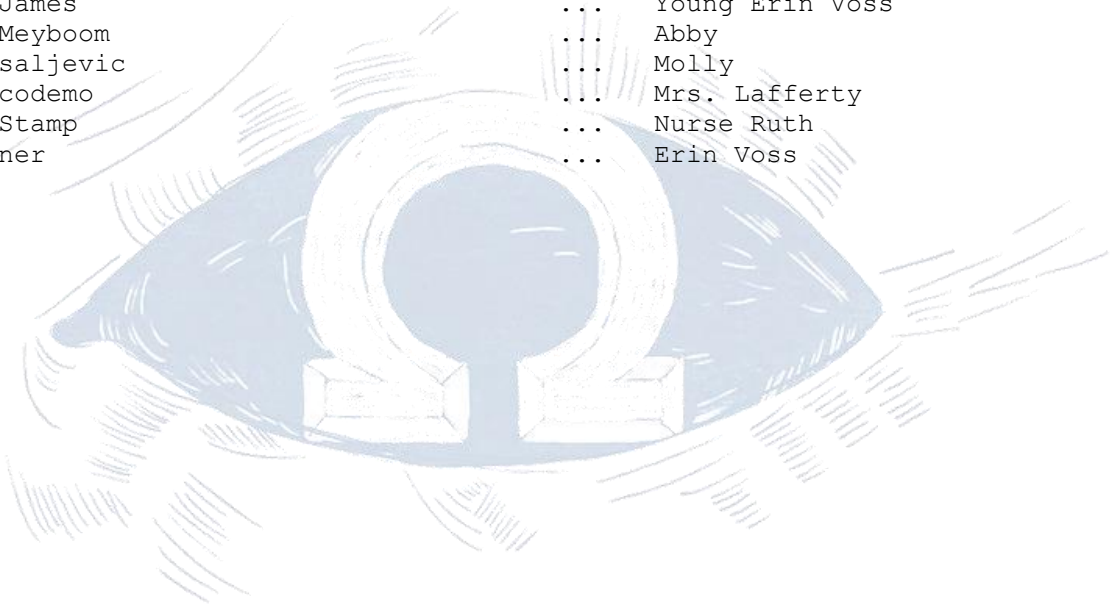 James ... Young Erin Voss
Meyboom ... Abby
saljevic ... Molly
codemo ... Mrs. Lafferty
Stamp ... Nurse Ruth
ner ... Erin Voss
Ω